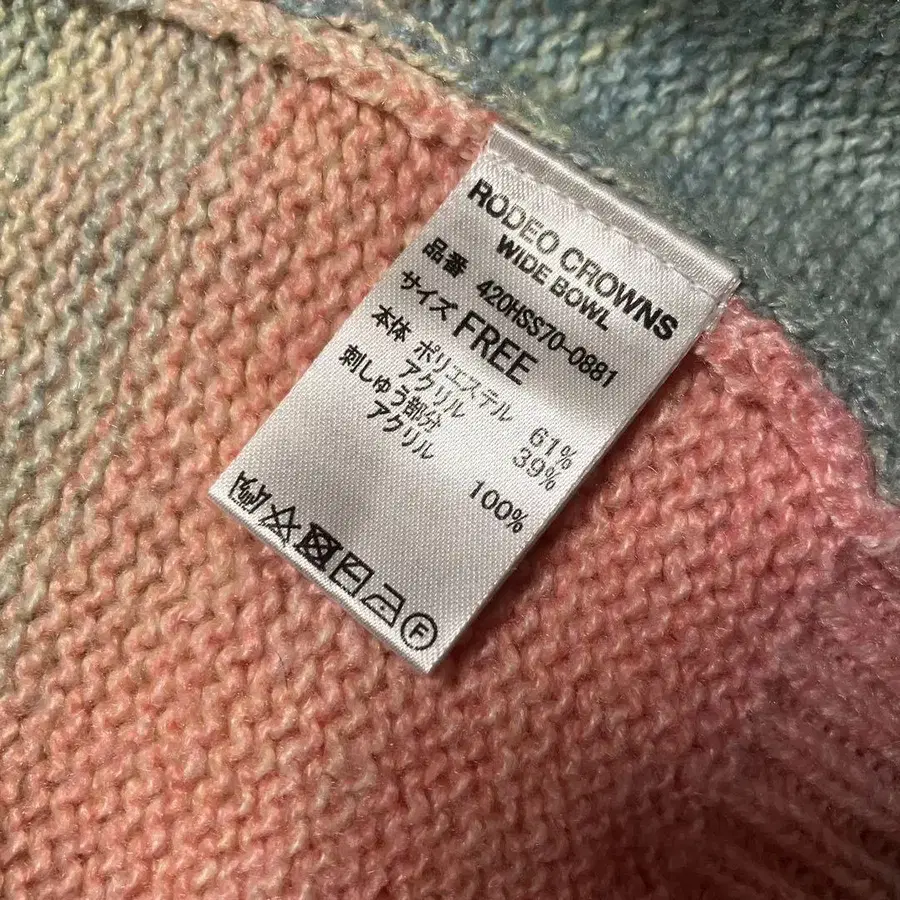 RODEO CROWNS
WIDE BOWL
品番 420HSS70-0881
サイズ FREE
本体 ポリエステル 61%
アクリル 39%
刺しゅう部分
アクリル 100%
F